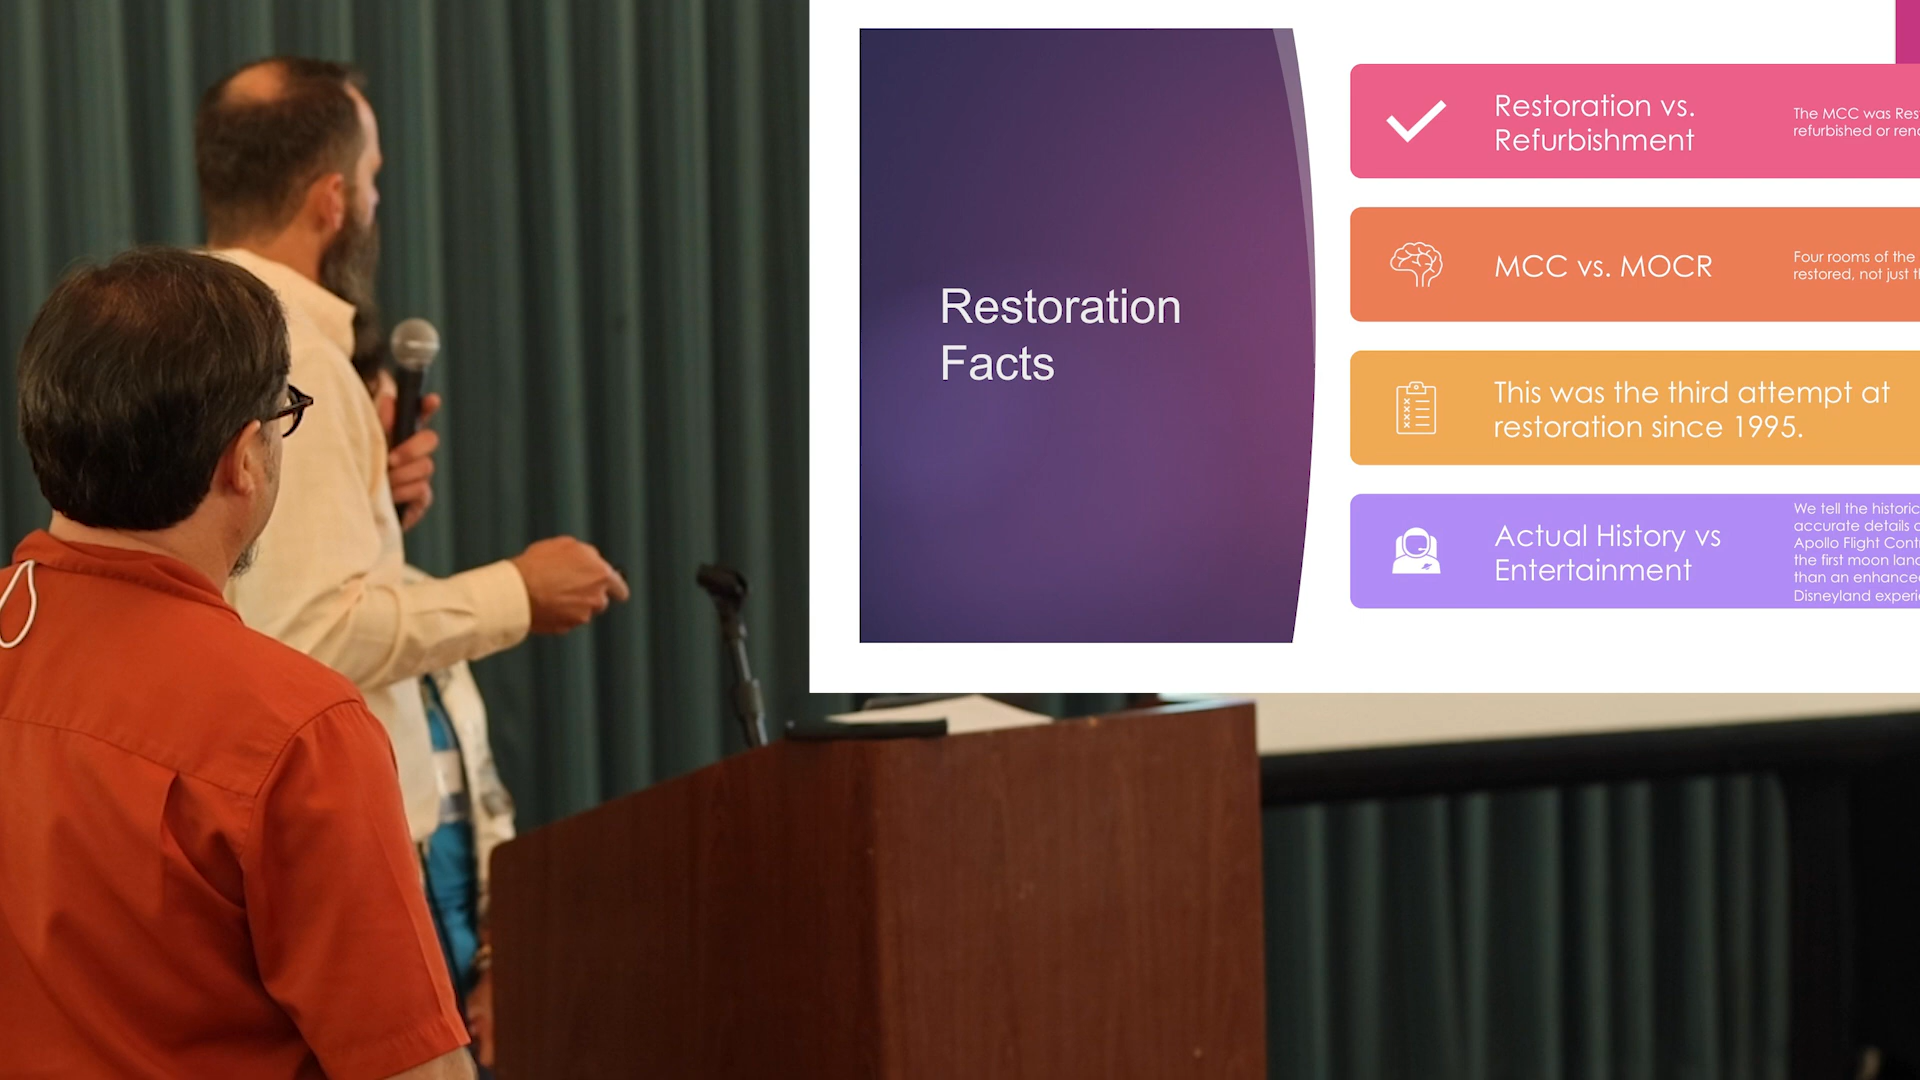 Restoration
Facts
Restoration vs.
Refurbishment
The MCC was
refurbished or
MCC vs. MOCR
Four rooms of the
restored, not just
This was the third attempt at
restoration since 1995.
Actual History vs
Entertainment
We tell the
accurate details
Apollo Flight
the first moon
than an
Disneyland